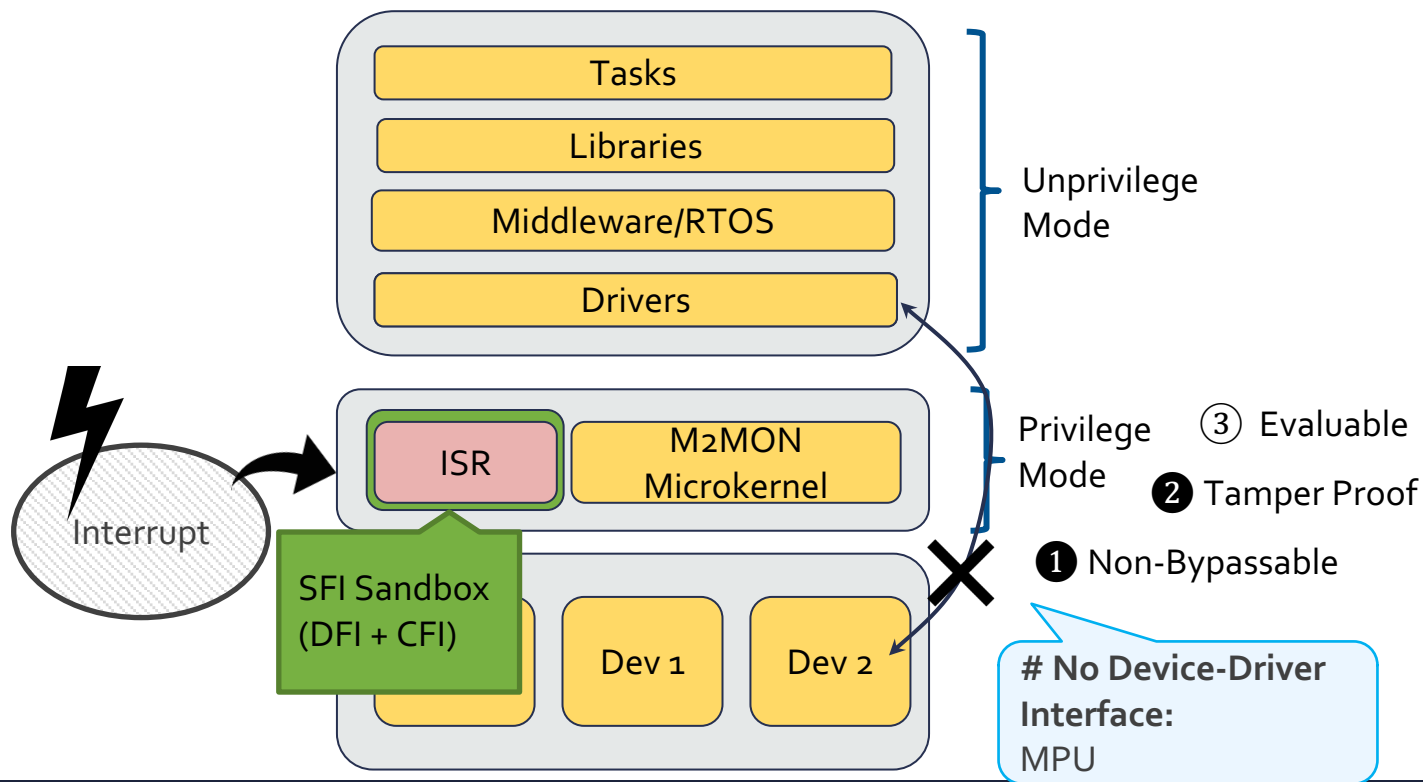 Tasks
Libraries
Middleware/RTOS
Drivers
Unprivilege
Mode
Interrupt
ISR
M2MON
Microkernel
Privilege
Mode
③ Evaluable
❷ Tamper Proof
❶ Non-Bypassable
SFI Sandbox
(DFI + CFI)
Dev 1
Dev 2
# No Device-Driver
Interface:
MPU